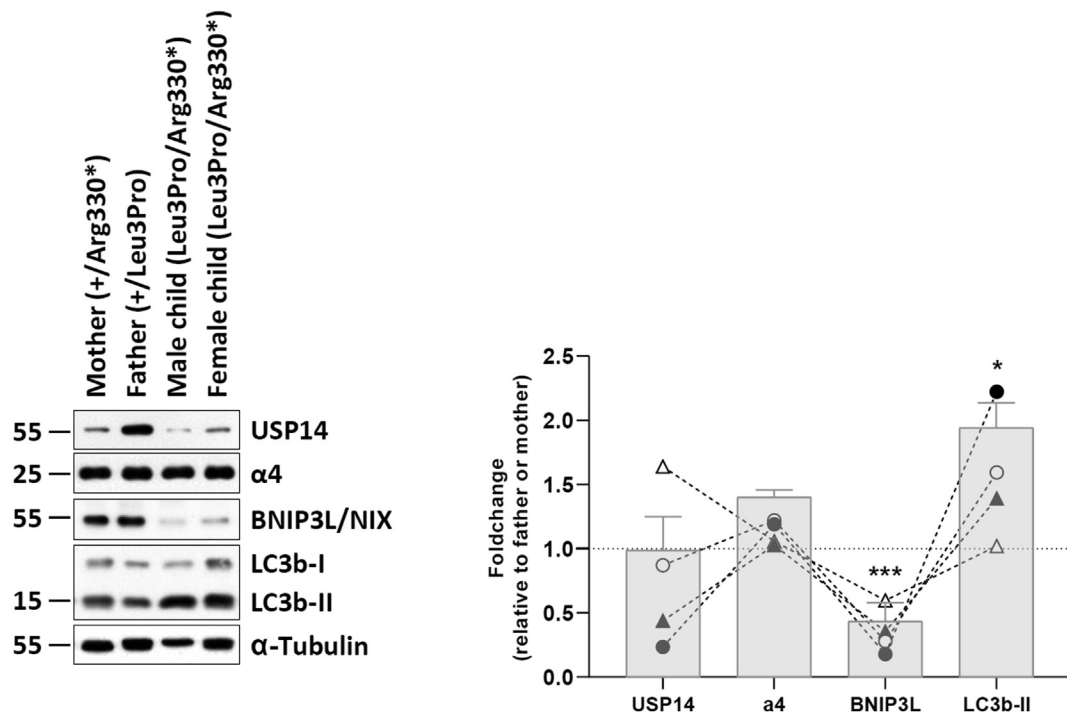 Mother (+/Arg330*)
Father (+/Leu3Pro)
Male child (Leu3Pro/Arg330*)
Female child (Leu3Pro/Arg330*)
55 USP14
25 α4
55 BNIP3L/NIX
LC3b-I
15 LC3b-II
55 α-Tubulin
Foldchange
(relative to father or mother)
2.5
2.0
1.5
1.0
0.5
0.0
***
*
USP14 a4 BNIP3L LC3b-II